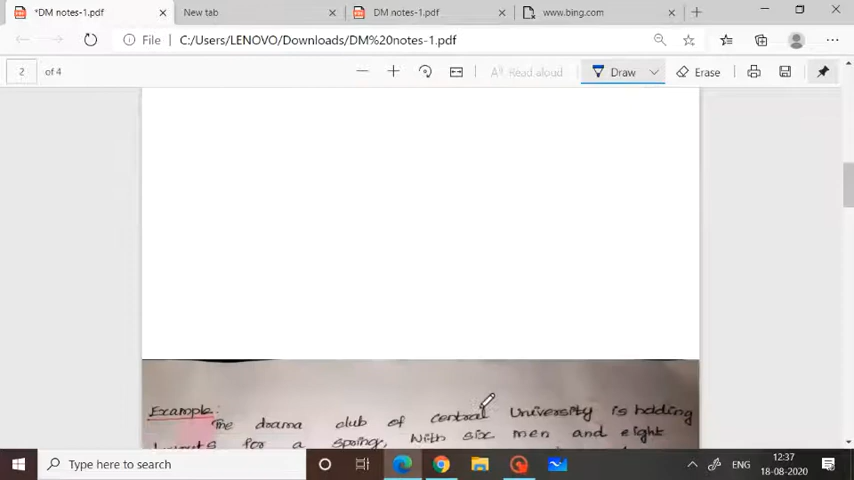 *DM notes-1.pdf
New tab
DM notes-1.pdf
www.bing.com
File
C:/Users/LENOVO/Downloads/DM%20notes-1.pdf
2 of 4
Read aloud
Draw
Erase
Example:
The drama club of central University is holding
for a spring, With six men and eight
Type here to search
ENG
12:37
18-08-2020